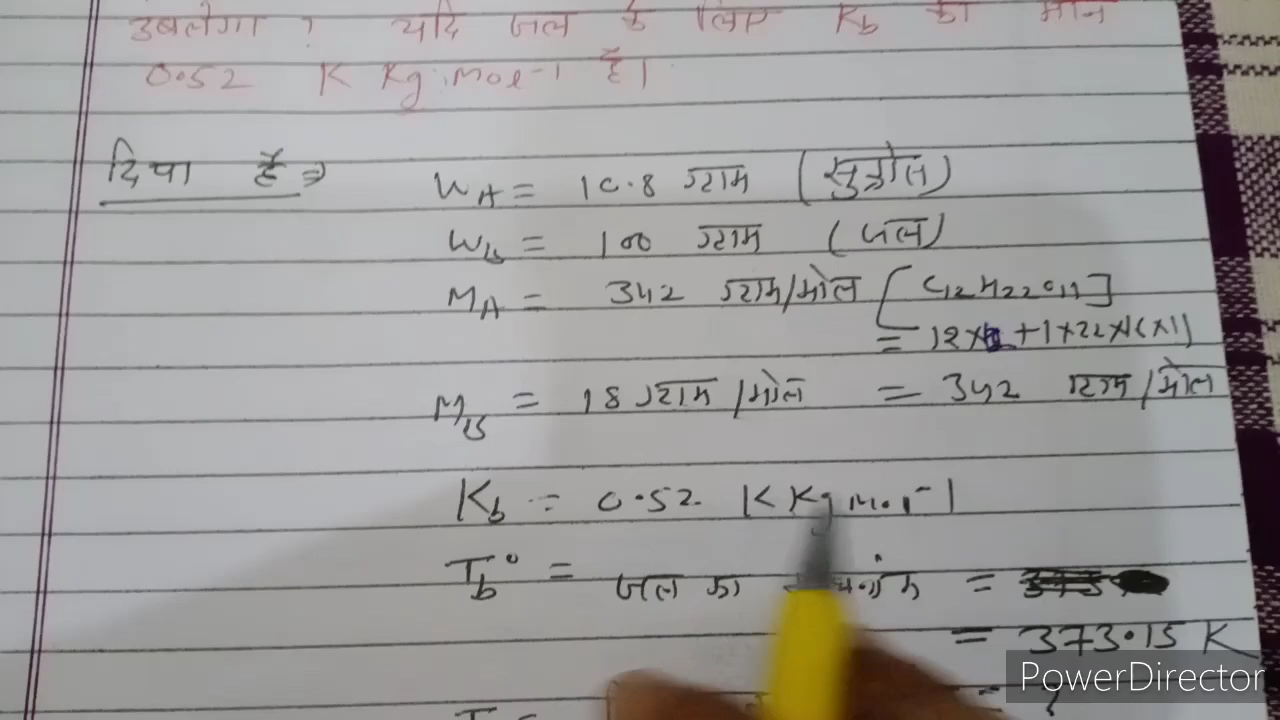 उबलेगा ? यदि जल के लिए Kb का मान
0.52 K Kg mol-1 है।
दिया है ⇒
WA = 10.8 ग्राम (सुक्रोस)
WB = 100 ग्राम (जल)
MA = 342 ग्राम/मोल [C12H22O11]
= 12×12+1×22+16×11)
MB = 18 ग्राम/मोल = 342 ग्राम/मोल
Kb = 0.52 K Kg mol-1
Tb° = जल का = 
= 373.15 K
= ?
PowerDirector